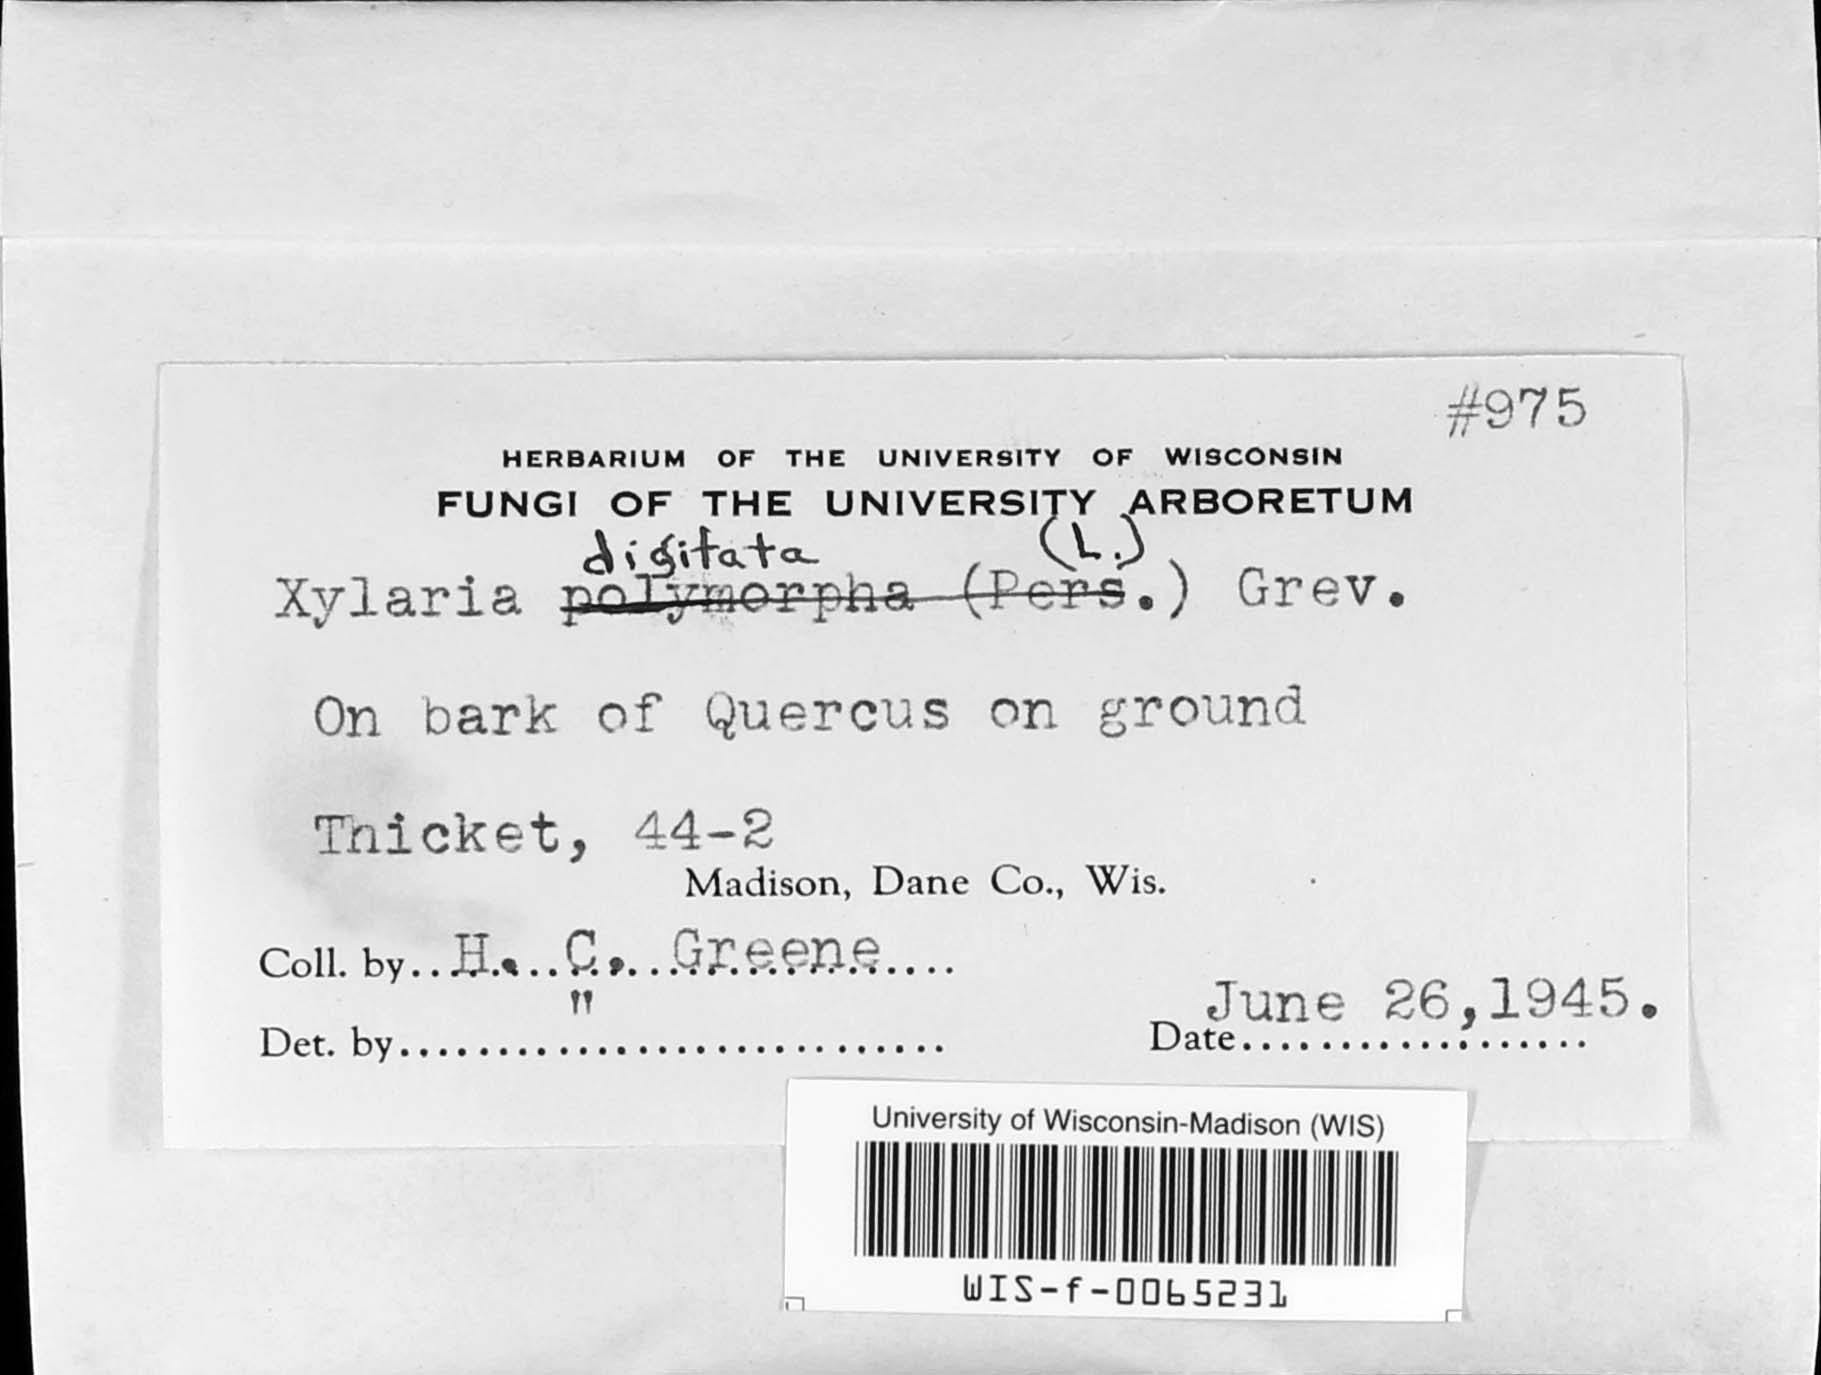 #975
HERBARIUM OF THE UNIVERSITY OF WISCONSIN
FUNGI OF THE UNIVERSITY ARBORETUM
digitata (L.)
Xylaria polymorpha (Pers.) Grev.
On bark of Quercus on ground
Thicket, 44-2
Madison, Dane Co., Wis.
Coll. by..H...C...Greene....
"
June 26,1945.
Det. by............................ Date..................
University of Wisconsin-Madison (WIS)
WIS-f-0065231